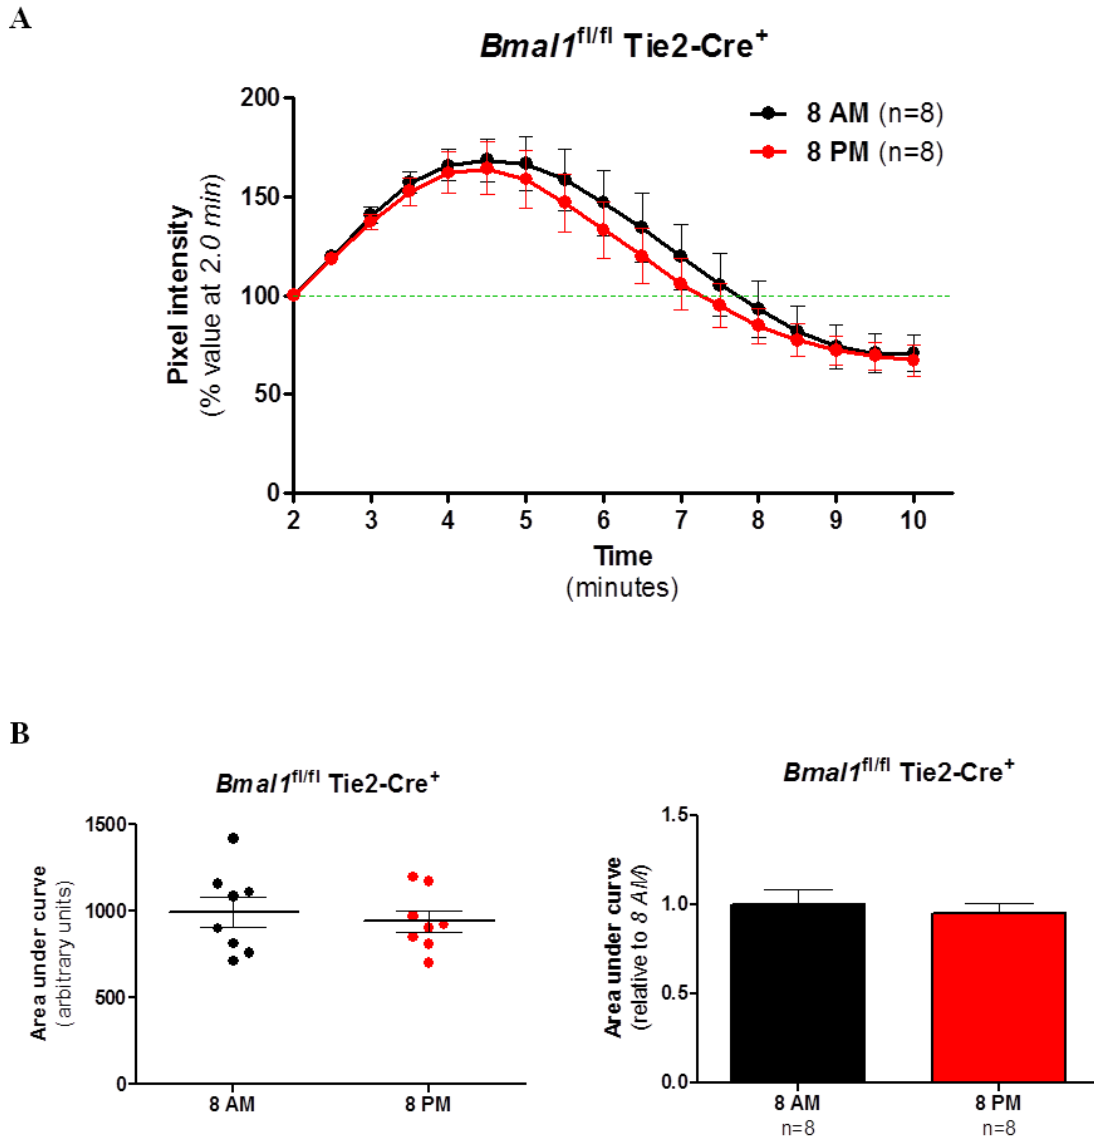 A
Bmal1fl/fl Tie2-Cre+
200
150
100
50
0
Pixel intensity
(% value at 2.0 min)
8 AM (n=8)
8 PM (n=8)
2 3 4 5 6 7 8 9 10
Time
(minutes)
B
Bmal1fl/fl Tie2-Cre+
1500
1000
500
0
Area under curve
(arbitrary units)
8 AM 8 PM
Bmal1fl/fl Tie2-Cre+
1.5
1.0
0.5
0.0
Area under curve
(relative to 8 AM)
8 AM 8 PM
n=8 n=8